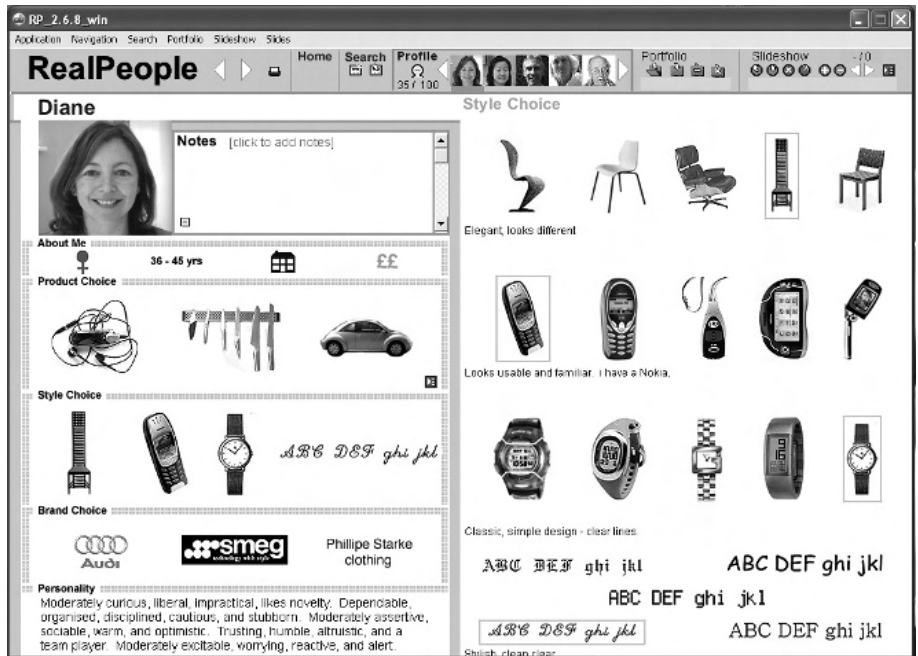 RP_2.6.8_win
Application Navigation Search Portfolio Slideshow Slides
RealPeople
Home
Search
Profile
35 / 100
Portfolio
Slideshow
- / 0
Diane
Notes [click to add notes]
About Me
36 - 45 yrs
££
Product Choice
Style Choice
ABC DEF ghi jkl
Brand Choice
Audi
smeg
technology with style
Phillipe Starke
clothing
Personality
Moderately curious, liberal, impractical, likes novelty. Dependable,
organised, disciplined, cautious, and stubborn. Moderately assertive,
sociable, warm, and optimistic. Trusting, humble, altruistic, and a
team player. Moderately excitable, worrying, reactive, and alert.
Style Choice
Elegant, looks different
Looks usable and familiar. i have a Nokia.
Classic, simple design - clear lines.
ABC DEF ghi jkl
ABC DEF ghi jkl
ABC DEF ghi jkl
ABC DEF ghi jkl
ABC DEF ghi jkl
Stylish, clean clear